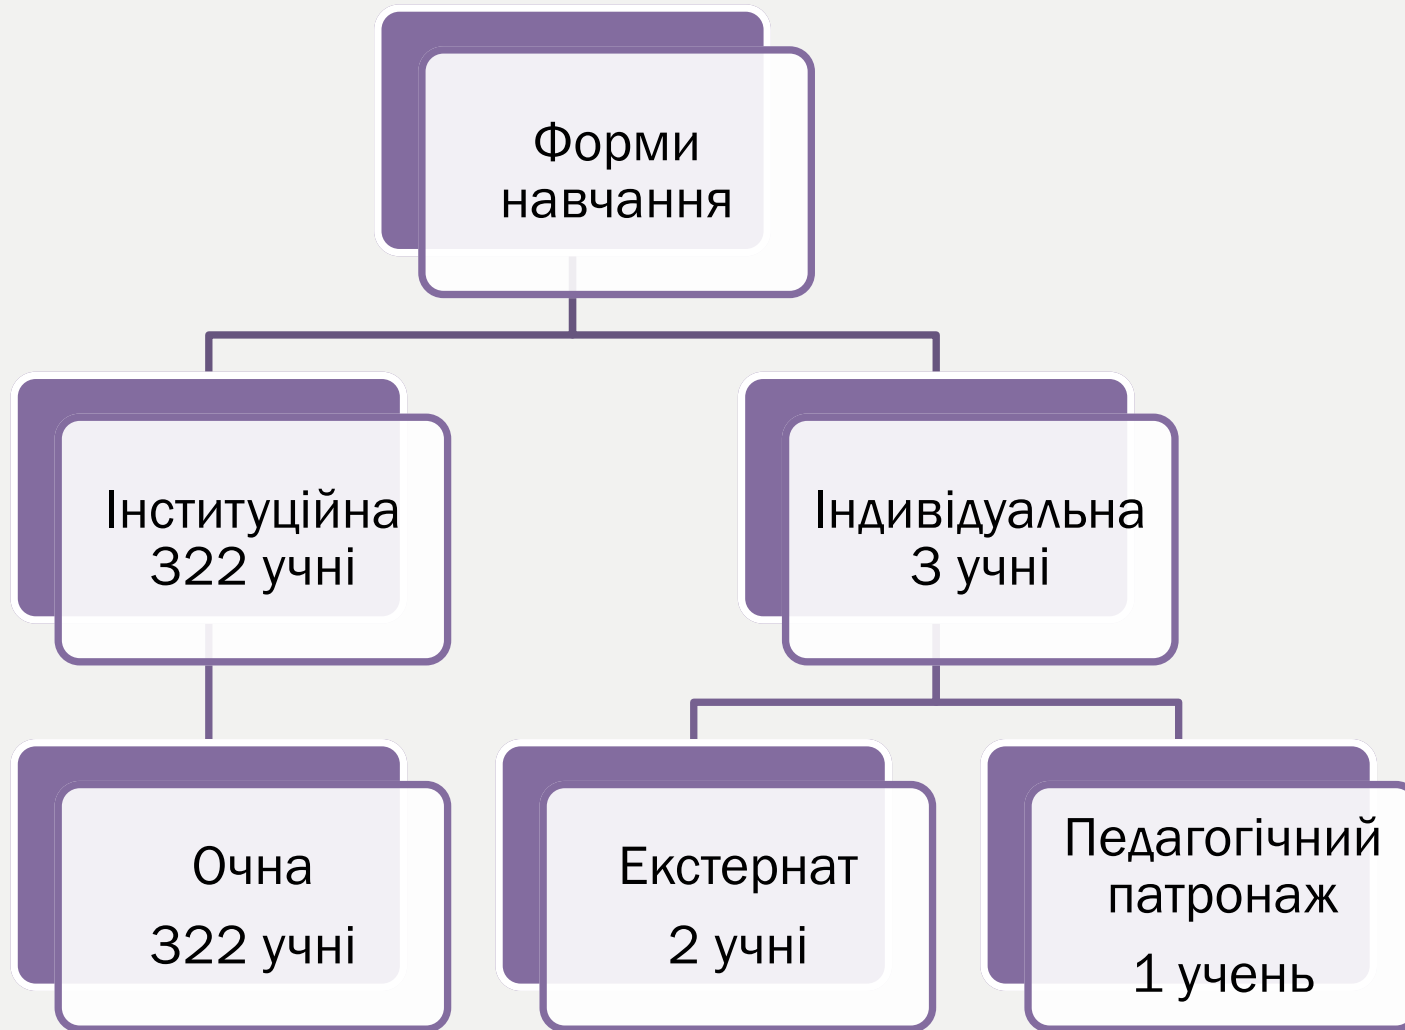 Форми
навчання
Інституційна
322 учні
Індивідуальна
3 учні
Очна
322 учні
Екстернат
2 учні
Педагогічний
патронаж
1 учень